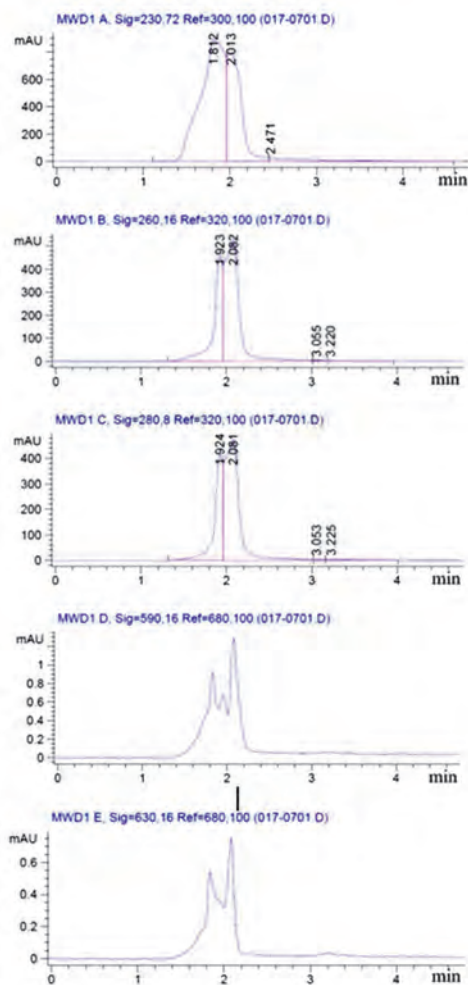 MWD1 A, Sig=230,72 Ref=300,100 (017-0701.D)
mAU
800
600
400
200
0
1.812
2.013
2.471
0 1 2 3 4 min
MWD1 B, Sig=260,16 Ref=320,100 (017-0701.D)
mAU
400
300
200
100
0
1.923
2.082
3.055
3.220
0 1 2 3 4 min
MWD1 C, Sig=280,8 Ref=320,100 (017-0701.D)
mAU
400
300
200
100
0
1.924
2.081
3.053
3.225
0 1 2 3 4 min
MWD1 D, Sig=590,16 Ref=680,100 (017-0701.D)
mAU
1
0.8
0.6
0.4
0.2
0
0 1 2 3 4 min
MWD1 E, Sig=630,16 Ref=680,100 (017-0701.D)
mAU
0.6
0.4
0.2
0
0 1 2 3 4 min